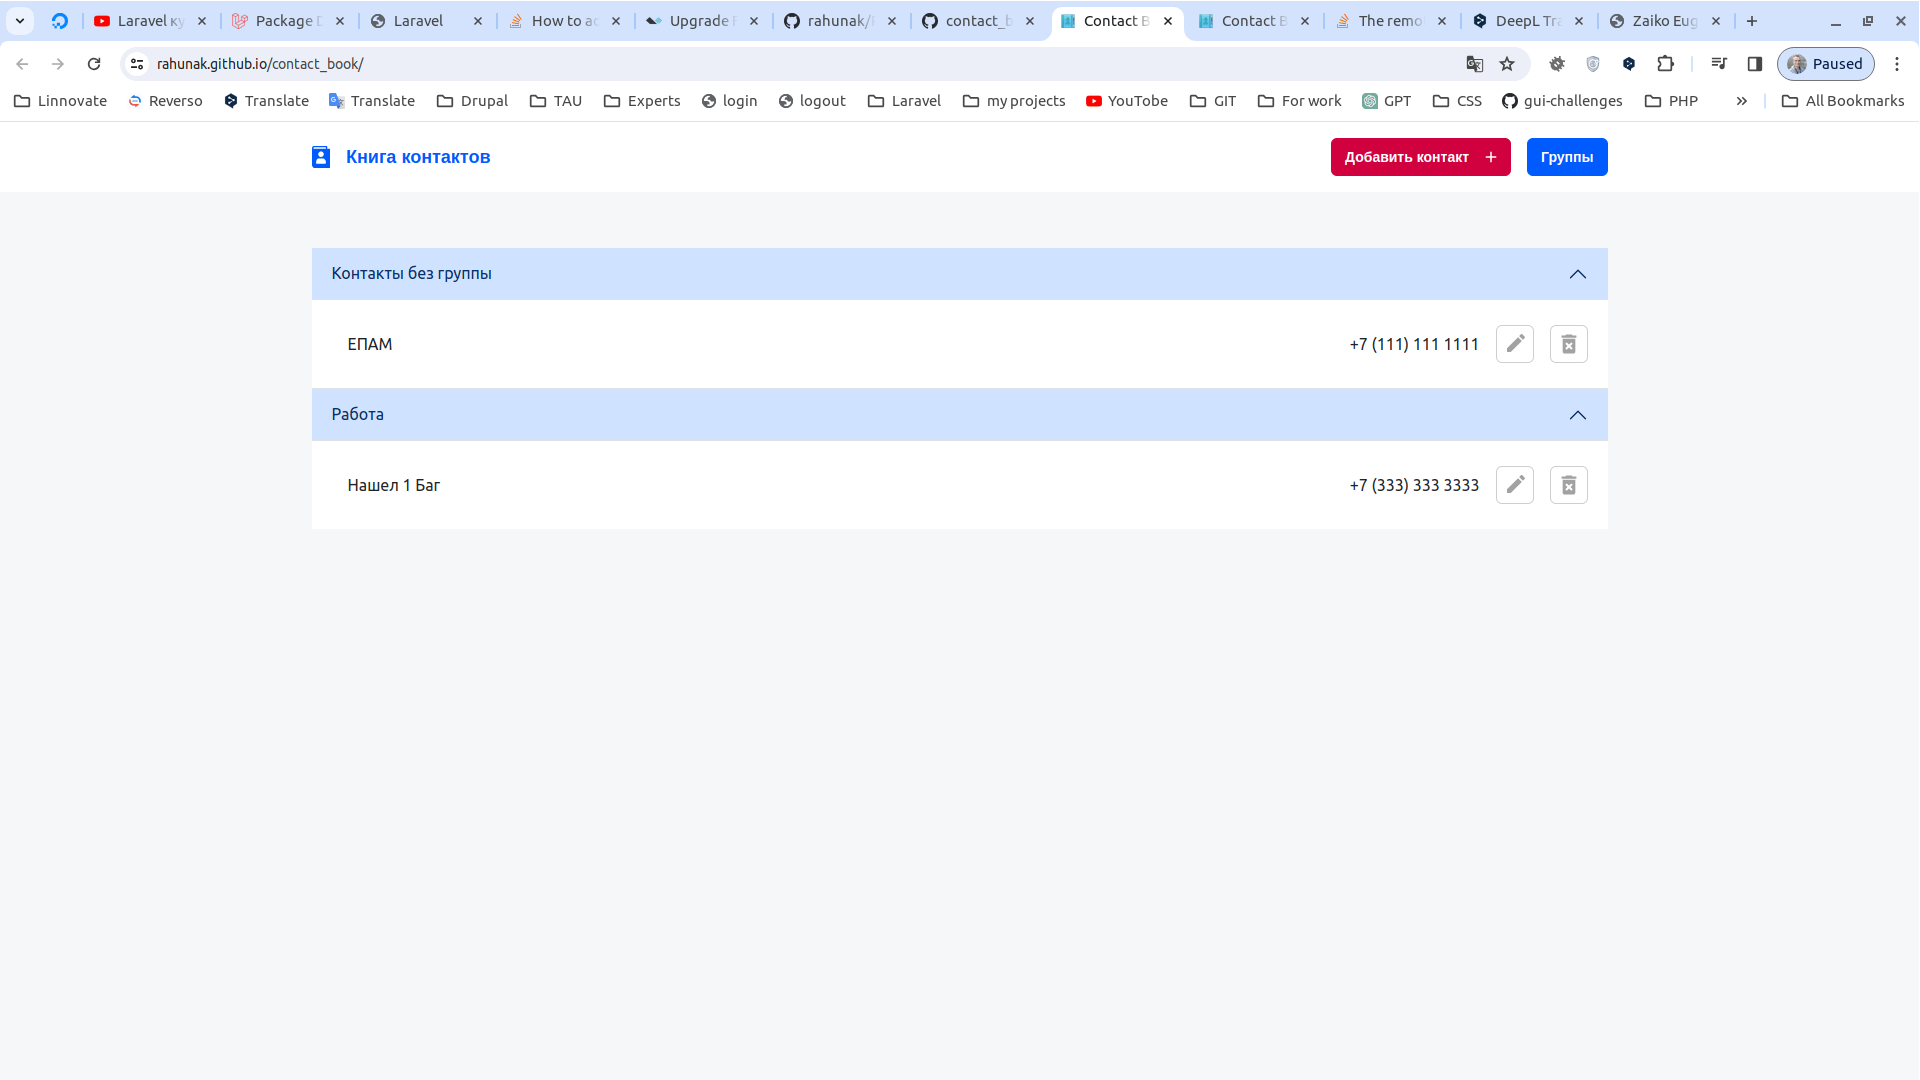 Laravel ку
Package D
Laravel
How to ac
Upgrade F
rahunak/
contact_b
Contact B
Contact B
The remo
DeepL Tra
Zaiko Eug
rahunak.github.io/contact_book/
Paused
Linnovate
Reverso
Translate
Translate
Drupal
TAU
Experts
login
logout
Laravel
my projects
YouTobe
GIT
For work
GPT
CSS
gui-challenges
PHP
All Bookmarks
Книга контактов
Добавить контакт +
Группы
Контакты без группы
ЕПАМ
+7 (111) 111 1111
Работа
Нашел 1 Баг
+7 (333) 333 3333